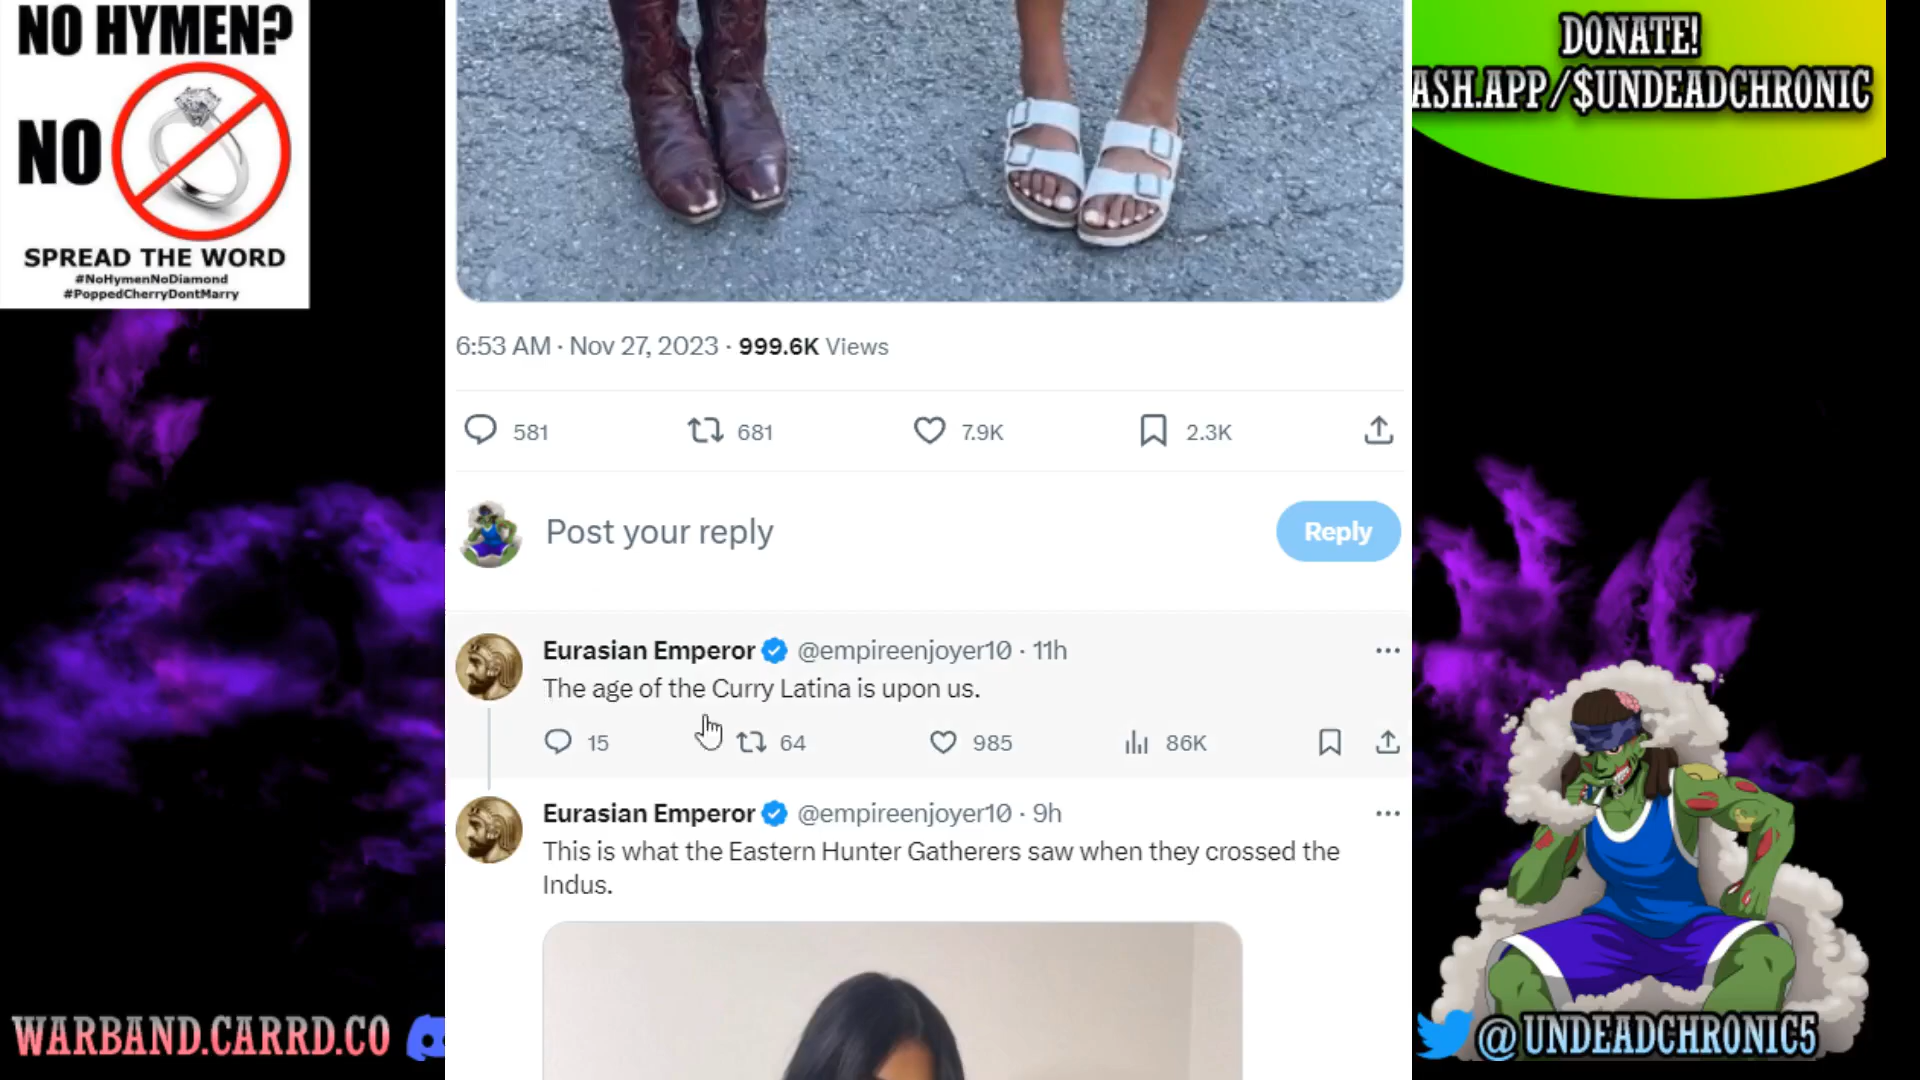 NO HYMEN?
NO
SPREAD THE WORD
#NoHymenNoDiamond
#PoppedCherryDontMarry
DONATE!
ASH.APP/$UNDEADCHRONIC
6:53 AM · Nov 27, 2023 · 999.6K Views
581 681 7.9K 2.3K
Post your reply
Reply
Eurasian Emperor @empireenjoyer10 · 11h
The age of the Curry Latina is upon us.
15 64 985 86K
Eurasian Emperor @empireenjoyer10 · 9h
This is what the Eastern Hunter Gatherers saw when they crossed the
Indus.
WARBAND.CARRD.CO
@UNDEADCHRONIC5